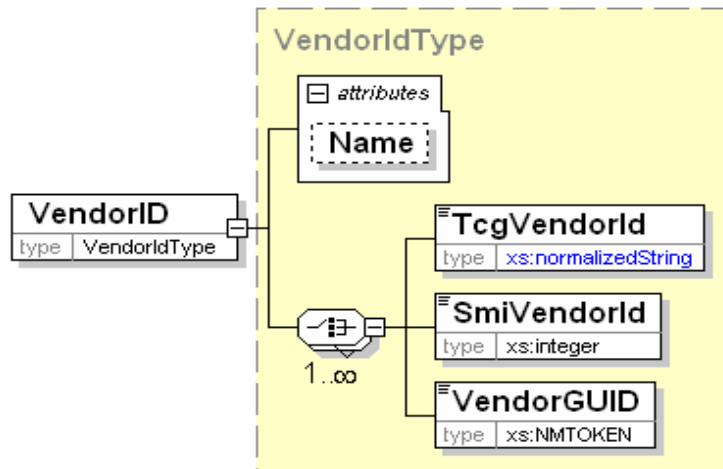 VendorIdType
attributes
Name
VendorID
type VendorIdType
TcgVendorId
type xs:normalizedString
SmiVendorId
type xs:integer
1..∞
VendorGUID
type xs:NMTOKEN